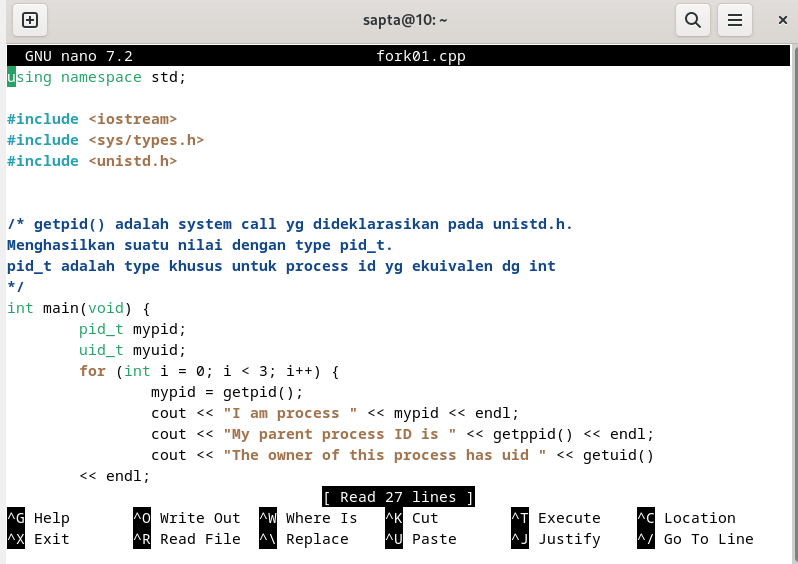 sapta@10: ~
GNU nano 7.2 fork01.cpp
using namespace std;
#include <iostream>
#include <sys/types.h>
#include <unistd.h>
/* getpid() adalah system call yg dideklarasikan pada unistd.h.
Menghasilkan suatu nilai dengan type pid_t.
pid_t adalah type khusus untuk process id yg ekuivalen dg int
*/
int main(void) {
pid_t mypid;
uid_t myuid;
for (int i = 0; i < 3; i++) {
mypid = getpid();
cout << "I am process " << mypid << endl;
cout << "My parent process ID is " << getppid() << endl;
cout << "The owner of this process has uid " << getuid()
<< endl;
[ Read 27 lines ]
^G Help ^O Write Out ^W Where Is ^K Cut ^T Execute ^C Location
^X Exit ^R Read File ^\ Replace ^U Paste ^J Justify ^/ Go To Line